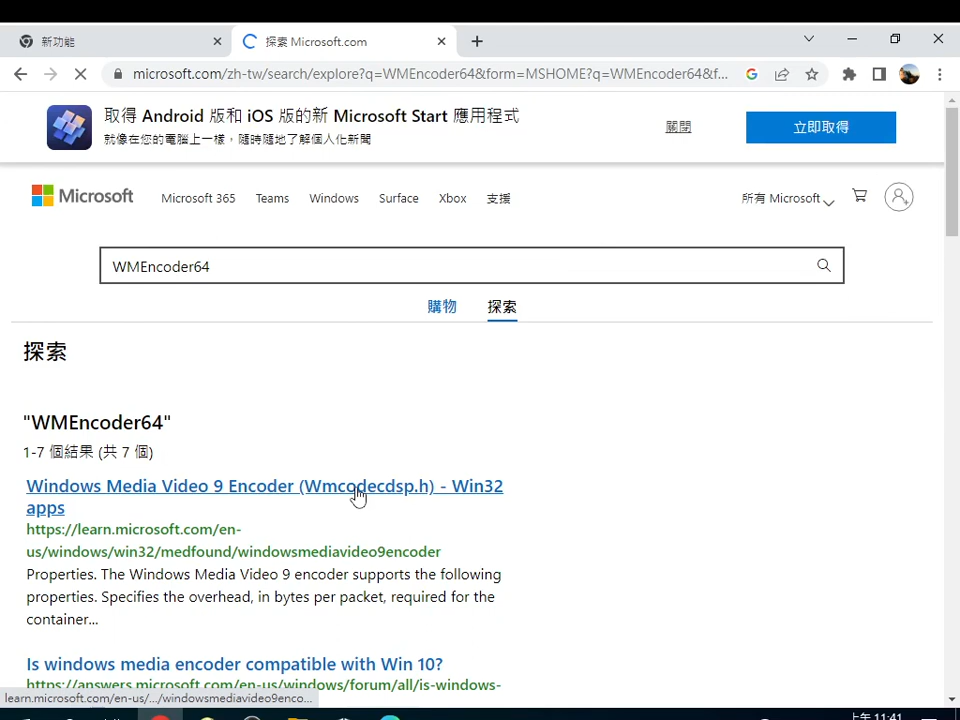 新功能
探索 Microsoft.com
microsoft.com/zh-tw/search/explore?q=WMEncoder64&form=MSHOME?q=WMEncoder64&f...
取得 Android 版和 iOS 版的新 Microsoft Start 應用程式
就像在您的電腦上一樣，隨時隨地了解個人化新聞
關閉
立即取得
Microsoft
Microsoft 365 Teams Windows Surface Xbox 支援
所有 Microsoft
WMEncoder64
購物 探索
探索
"WMEncoder64"
1-7 個結果 (共 7 個)
Windows Media Video 9 Encoder (Wmcodecdsp.h) - Win32
apps
https://learn.microsoft.com/en-
us/windows/win32/medfound/windowsmediavideo9encoder
Properties. The Windows Media Video 9 encoder supports the following
properties. Specifies the overhead, in bytes per packet, required for the
container...
Is windows media encoder compatible with Win 10?
https://answers.microsoft.com/en-us/windows/forum/all/is-windows-
learn.microsoft.com/en-us/.../windowsmediavideo9enco...
上午 11:41